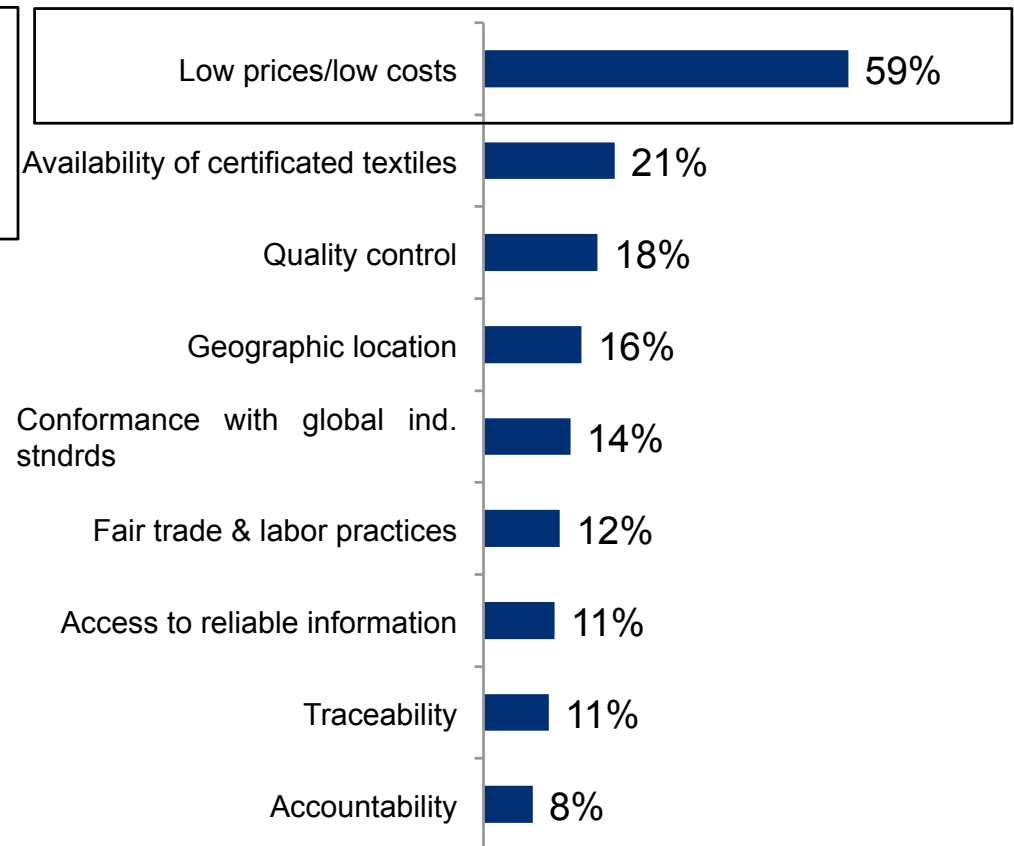 Low prices/low costs 59%
Availability of certificated textiles 21%
Quality control 18%
Geographic location 16%
Conformance with global ind.
stndrds 14%
Fair trade & labor practices 12%
Access to reliable information 11%
Traceability 11%
Accountability 8%